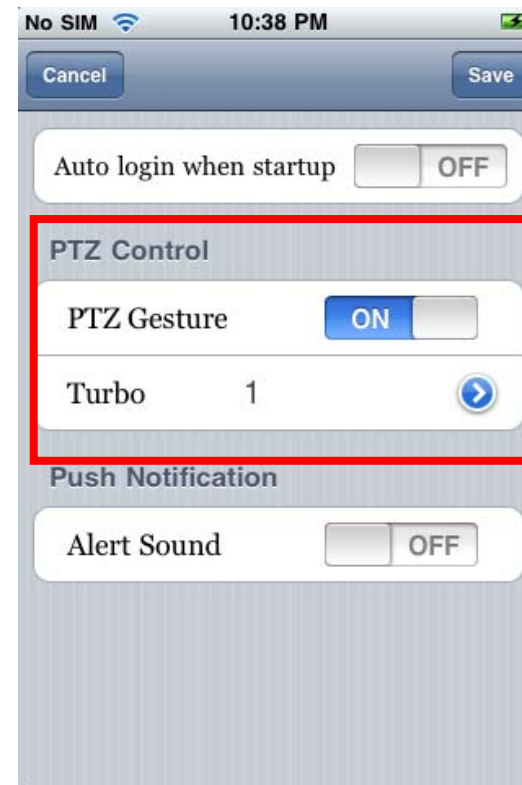 No SIM 10:38 PM
Cancel Save
Auto login when startup OFF
PTZ Control
PTZ Gesture ON
Turbo 1
Push Notification
Alert Sound OFF